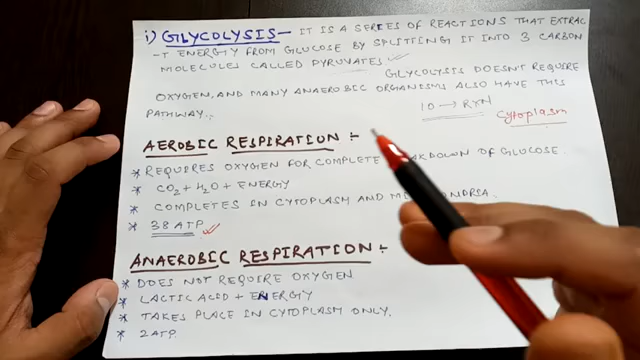 i) GLYCOLYSIS- IT IS A SERIES OF REACTIONS THAT EXTRAC
-T ENERGY FROM GLUCOSE BY SPLITTING IT INTO 3 CARBON
MOLECULES CALLED PYRUVATES
GLYCOLYSIS DOESN'T REQUIRE
OXYGEN, AND MANY ANAEROBIC ORGANISMS ALSO HAVE THIS
PATHWAY.
10 → RXN
Cytoplasm
AEROBIC RESPIRATION :-
* REQUIRES OXYGEN FOR COMPLETE AKDOWN OF GLUCOSE.
* CO2 + H2O + ENERGY
* COMPLETES IN CYTOPLASM AND M NDRIA.
* 38 ATP
ANAEROBIC RESPIRATION :-
* DOES NOT REQUIRE OXYGEN
* LACTIC ACID + ENERGY
* TAKES PLACE IN CYTOPLASM ONLY.
* 2 ATP.